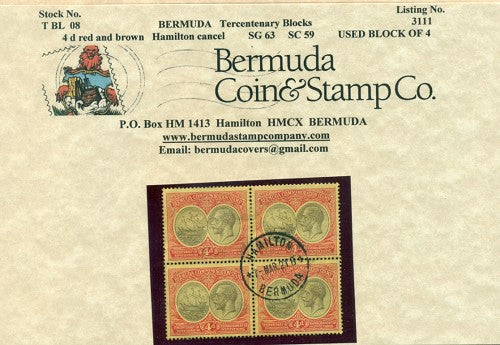 Stock No.
T BL 08
BERMUDA Tercentenary Blocks
Listing No.
3111
4 d red and brown Hamilton cancel SG 63 SC 59 USED BLOCK OF 4
Bermuda
Coin&Stamp Co.
P.O. Box HM 1413 Hamilton HMCX BERMUDA
www.bermudastampcompany.com
Email: bermudacovers@gmail.com
HAMILTON
BERMUDA
4d
4d